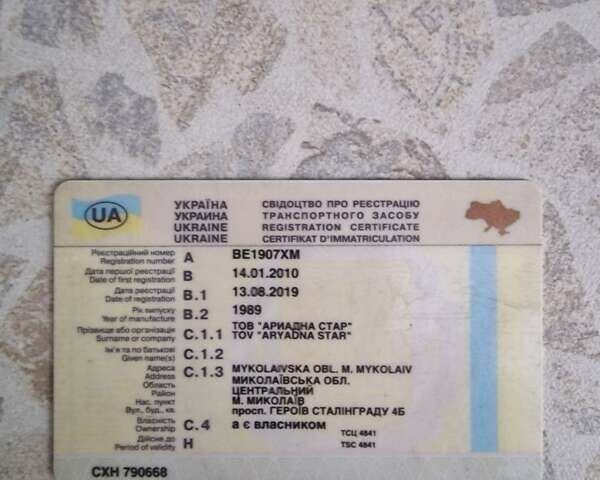 UA
УКРАЇНА СВІДОЦТВО ПРО РЕЄСТРАЦІЮ
УКРАИНА ТРАНСПОРТНОГО ЗАСОБУ
UKRAINE REGISTRATION CERTIFICATE
UKRAINE CERTIFIKAT D'IMMATRICULATION
Реєстраційний номер
Registration number A BE1907XM
Дата першої реєстрації
Date of first registration B 14.01.2010
Дата реєстрації
Date of registration B.1 13.08.2019
Рік випуску
Year of manufacture B.2 1989
Прізвище або організація ТОВ "АРИАДНА СТАР"
Surname or company C.1.1 TOV "ARYADNA STAR"
Ім'я та по батькові
Given name(s) C.1.2
Адреса C.1.3 MYKOLAIVSKA OBL. M. MYKOLAIV
Address
Область МИКОЛАЇВСЬКА ОБЛ.
Район ЦЕНТРАЛЬНИЙ
Нас. пункт М. МИКОЛАЇВ
Вул., буд., кв. просп. ГЕРОЇВ СТАЛІНГРАДУ 4Б
Власність
Ownership C.4 а є власником ТСЦ 4841
Дійсне до
Period of validity H TSC 4841
СХН 790668